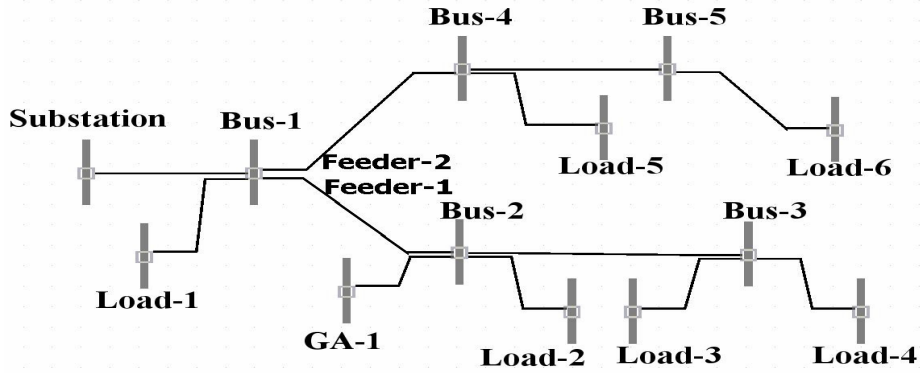 Bus-4
Bus-5
Substation
Bus-1
Feeder-2
Load-5
Load-6
Feeder-1
Bus-2
Bus-3
Load-1
GA-1
Load-2
Load-3
Load-4